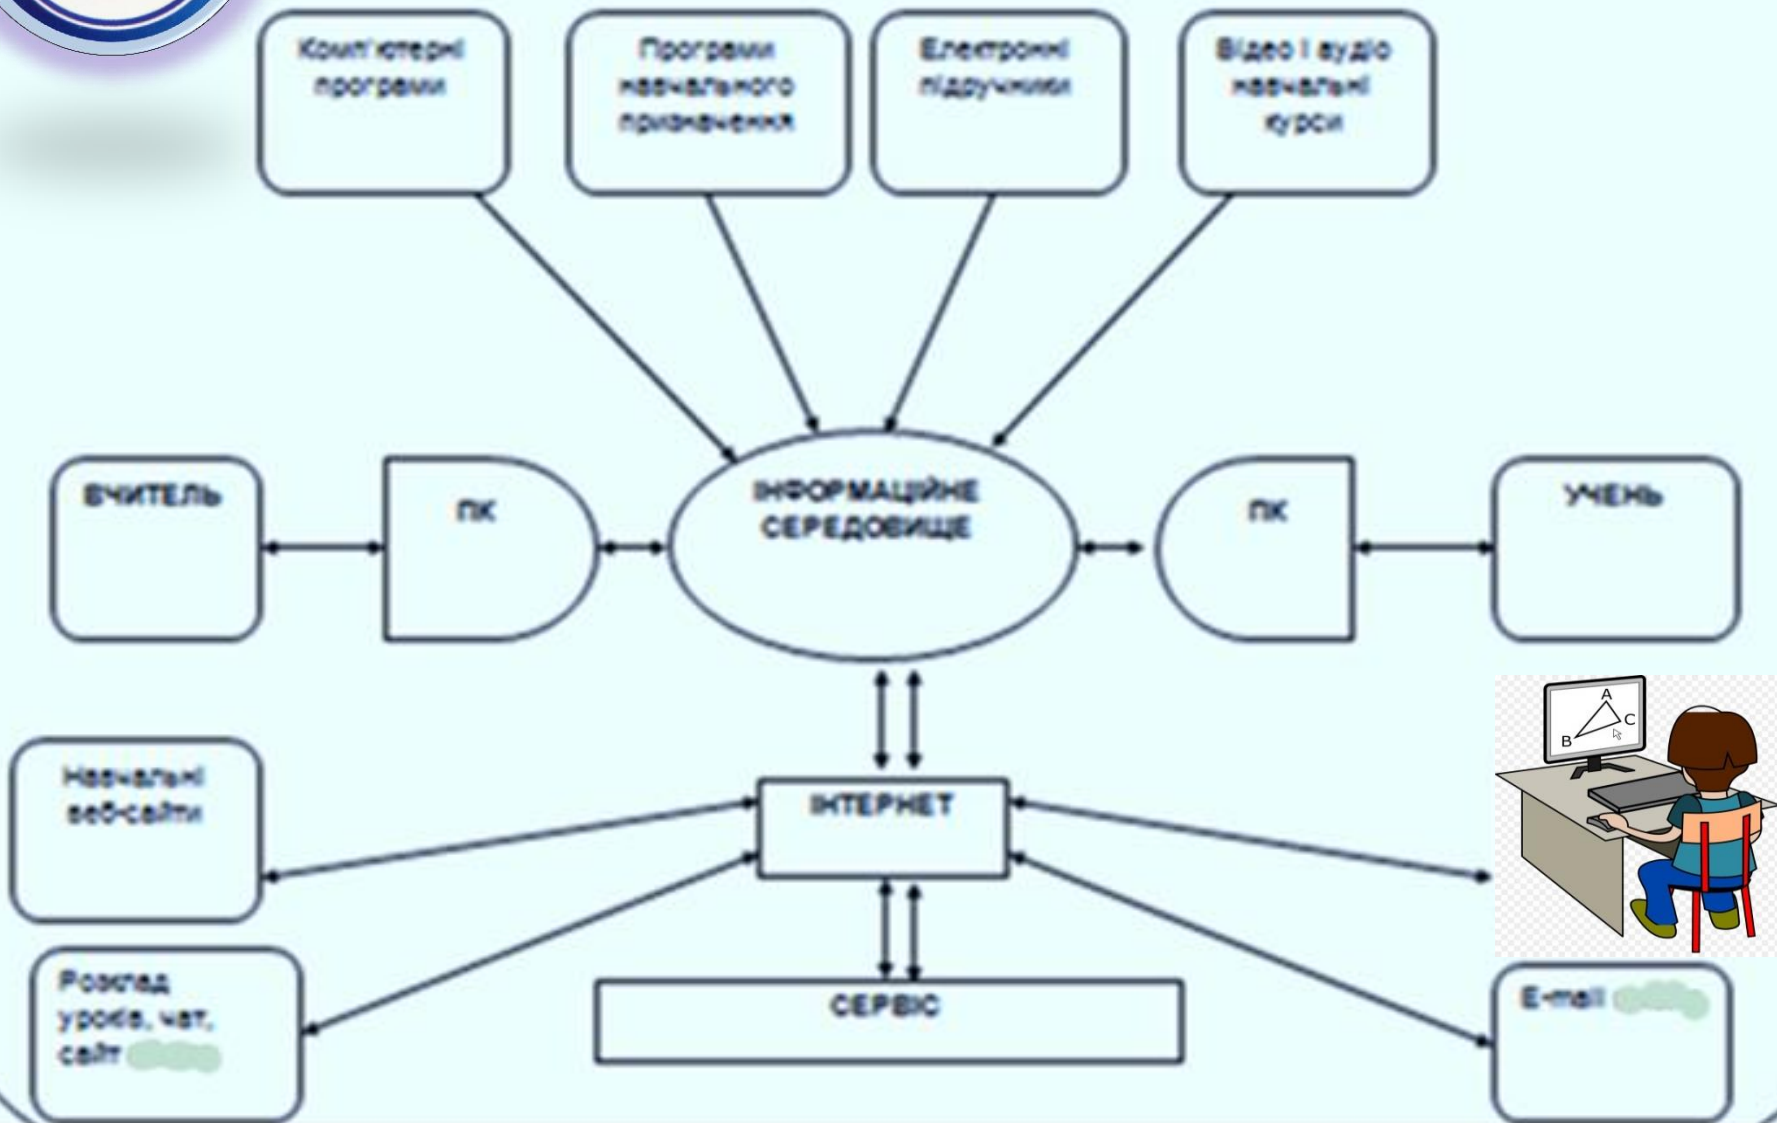 Комп'ютерні
програми
Програми
навчального
призначення
Електронні
підручники
Відео і аудіо
навчальні
курси
ВЧИТЕЛЬ
ПК
ІНФОРМАЦІЙНЕ
СЕРЕДОВИЩЕ
ПК
УЧЕНЬ
A
B
C
Навчальні
веб-сайти
ІНТЕРНЕТ
Розклад
уроків, чат,
сайт
СЕРВІС
E-mail